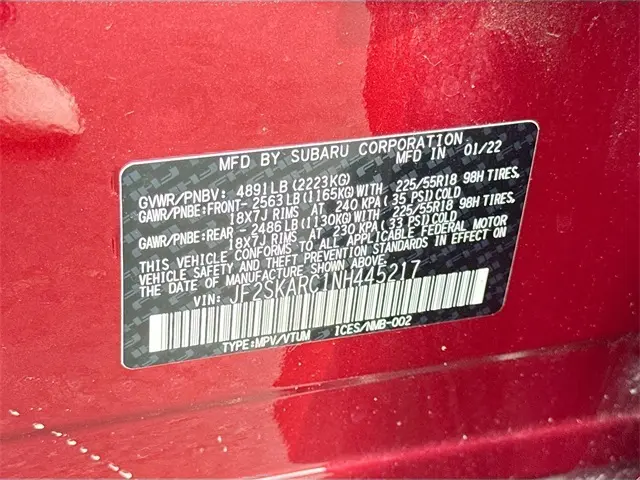 MFD BY SUBARU CORPORATION
MFD IN 01/22
GVWR/PNBV: 4891LB(2223KG)
GAWR/PNBE:FRONT- 2563LB(1165KG)WITH 225/55R18 98H TIRES.
18X7J RIMS AT 240 KPA(35 PSI)COLD
GAWR/PNBE:REAR -2486LB(1130KG)WITH 225/55R18 98H TIRES.
18X7J RIMS AT 230 KPA(33 PSI)COLD
THIS VEHICLE CONFORMS TO ALL APPLICABLE FEDERAL MOTOR
VEHICLE SAFETY AND THEFT PREVENTION STANDARDS IN EFFECT ON
THE DATE OF MANUFACTURE SHOWN ABOVE.
VIN: JF2SKARC1NH445217
TYPE:MPV/VTUM ICES/NMB-002